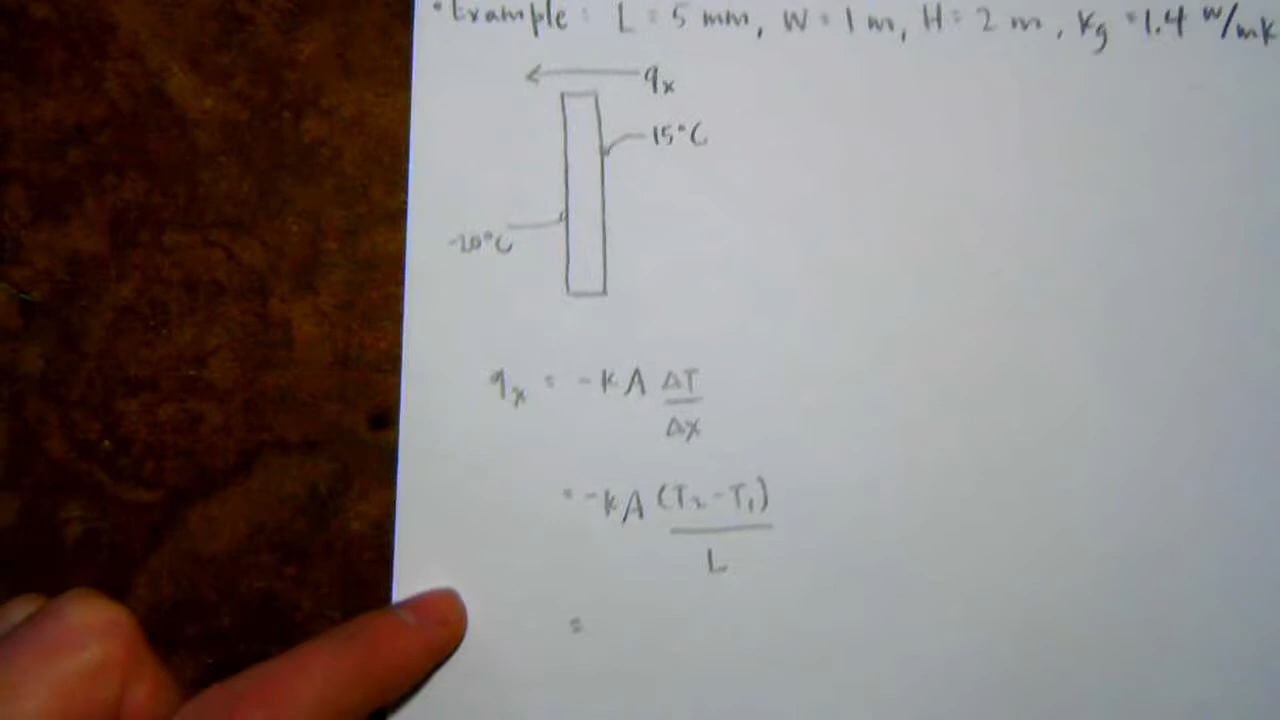 • Example : L = 5 mm, W = 1 m, H = 2 m, kg = 1.4 W/mK
qx
15°C
-20°C
qx = -kA ΔT
ΔX
= -kA (T2-T1)
L
=